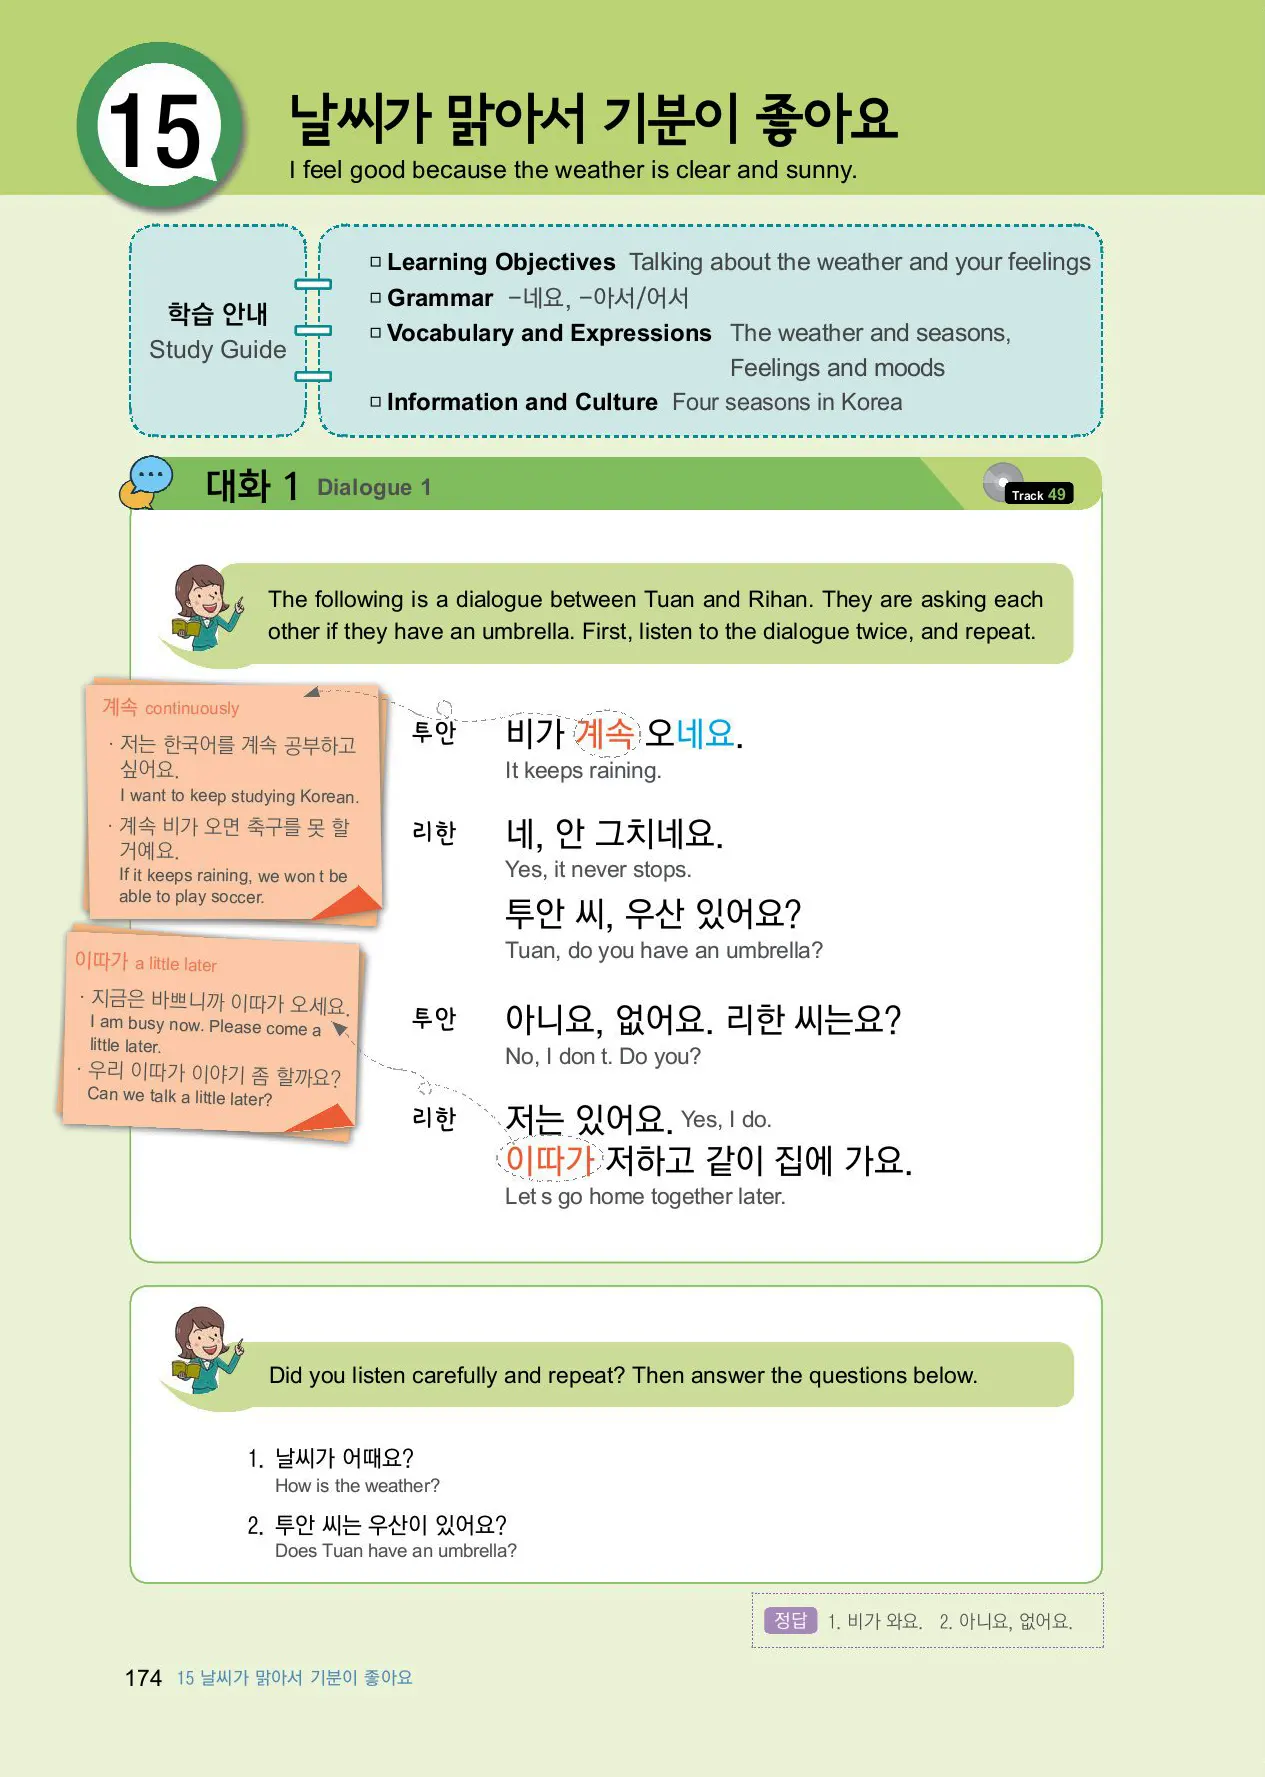 15
날씨가 맑아서 기분이 좋아요
I feel good because the weather is clear and sunny.
학습 안내
Study Guide
Learning Objectives Talking about the weather and your feelings
Grammar -네요, -아서/어서
Vocabulary and Expressions The weather and seasons,
Feelings and moods
Information and Culture Four seasons in Korea
대화 1 Dialogue 1
Track 49
The following is a dialogue between Tuan and Rihan. They are asking each
other if they have an umbrella. First, listen to the dialogue twice, and repeat.
계속 continuously
· 저는 한국어를 계속 공부하고
싶어요.
I want to keep studying Korean.
· 계속 비가 오면 축구를 못 할
거예요.
If it keeps raining, we won t be
able to play soccer.
이따가 a little later
· 지금은 바쁘니까 이따가 오세요.
I am busy now. Please come a
little later.
· 우리 이따가 이야기 좀 할까요?
Can we talk a little later?
투안 비가 계속 오네요.
It keeps raining.
리한 네, 안 그치네요.
Yes, it never stops.
투안 씨, 우산 있어요?
Tuan, do you have an umbrella?
투안 아니요, 없어요. 리한 씨는요?
No, I don t. Do you?
리한 저는 있어요. Yes, I do.
이따가 저하고 같이 집에 가요.
Let s go home together later.
Did you listen carefully and repeat? Then answer the questions below.
1. 날씨가 어때요?
How is the weather?
2. 투안 씨는 우산이 있어요?
Does Tuan have an umbrella?
정답 1. 비가 와요. 2. 아니요, 없어요.
174 15 날씨가 맑아서 기분이 좋아요